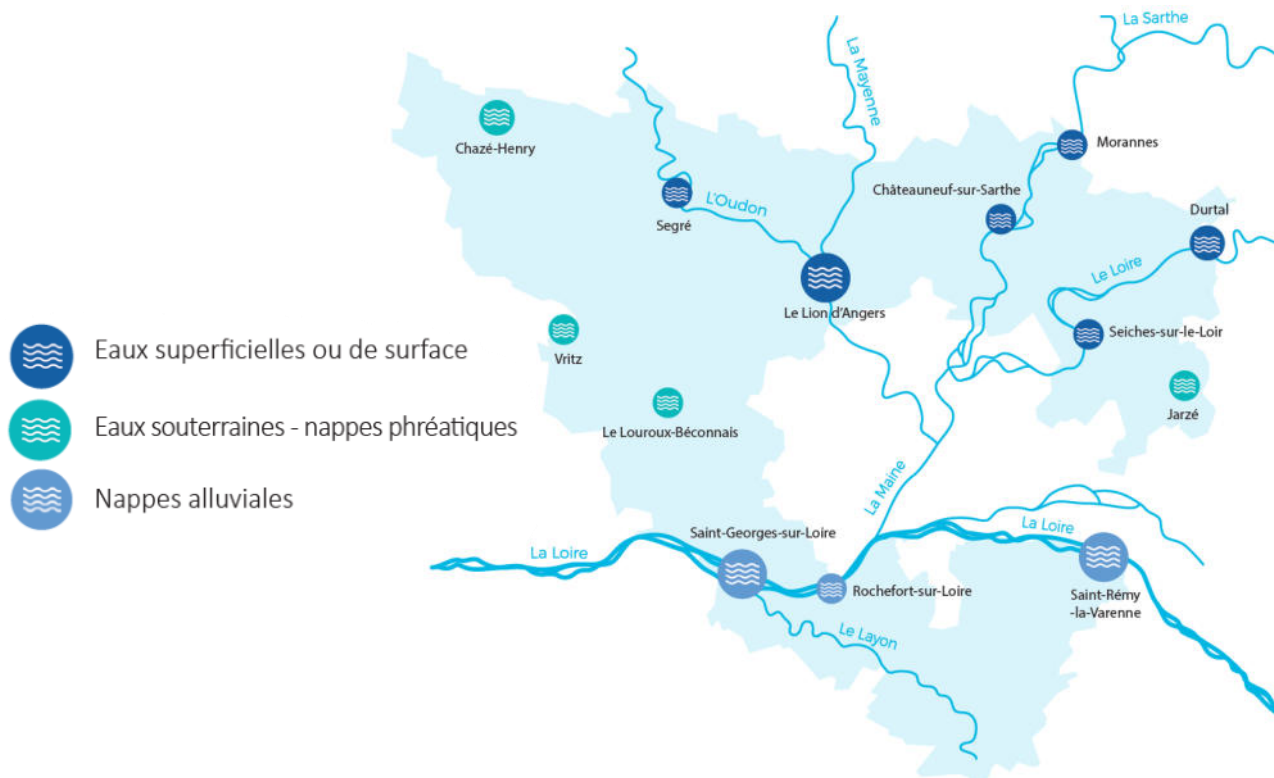 La Sarthe
La Mayenne
Morannes
Chazé-Henry
Châteauneuf-sur-Sarthe
L'Oudon
Segré
Durtal
Le Loire
Le Lion d'Angers
Seiches-sur-le-Loir
Eaux superficielles ou de surface
Vritz
Jarzé
Eaux souterraines - nappes phréatiques
Le Louroux-Béconnais
Nappes alluviales
La Maine
Saint-Georges-sur-Loire
La Loire
La Loire
Rochefort-sur-Loire
Saint-Rémy
-la-Varenne
Le Layon